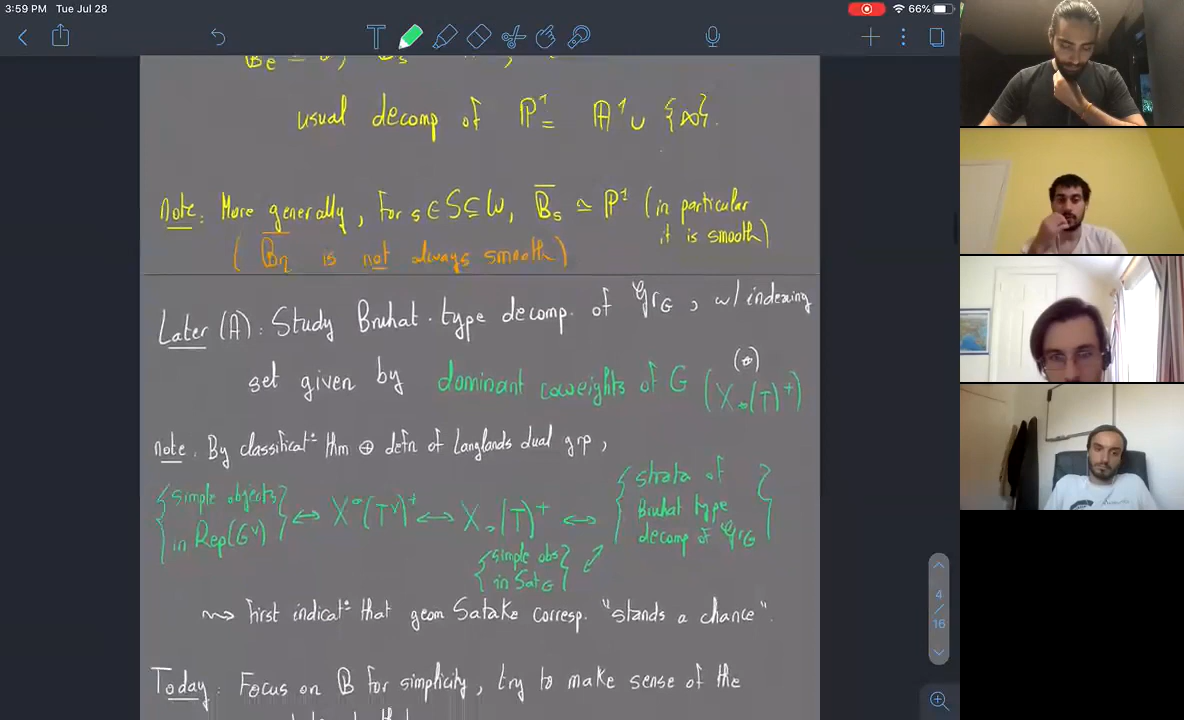 3:59 PM Tue Jul 28
66%
usual decomp of ℙ¹ = 𝔸¹ ∪ {∞}.
Note: More generally, for s ∈ S ⊆ W, B̅s ≃ ℙ¹ (in particular
it is smooth)
( B̅η is not always smooth )
Later (A): Study Bruhat-type decomp. of GrG, w/ indexing
set given by dominant coweights of G (X•(T)+)
(*)
note. By classificat° thm ⊕ defn of Langlands dual grp,
{simple objects in Rep(G^∨)} ↔ X•(T^∨)+ ↔ X•(T)+ ↔ {strata of Bruhat type decomp of GrG}
{simple obs in SatG}
⇝ First indicat° that geom Satake corresp. "stands a chance".
Today: Focus on B for simplicity, try to make sense of the
4
/
16